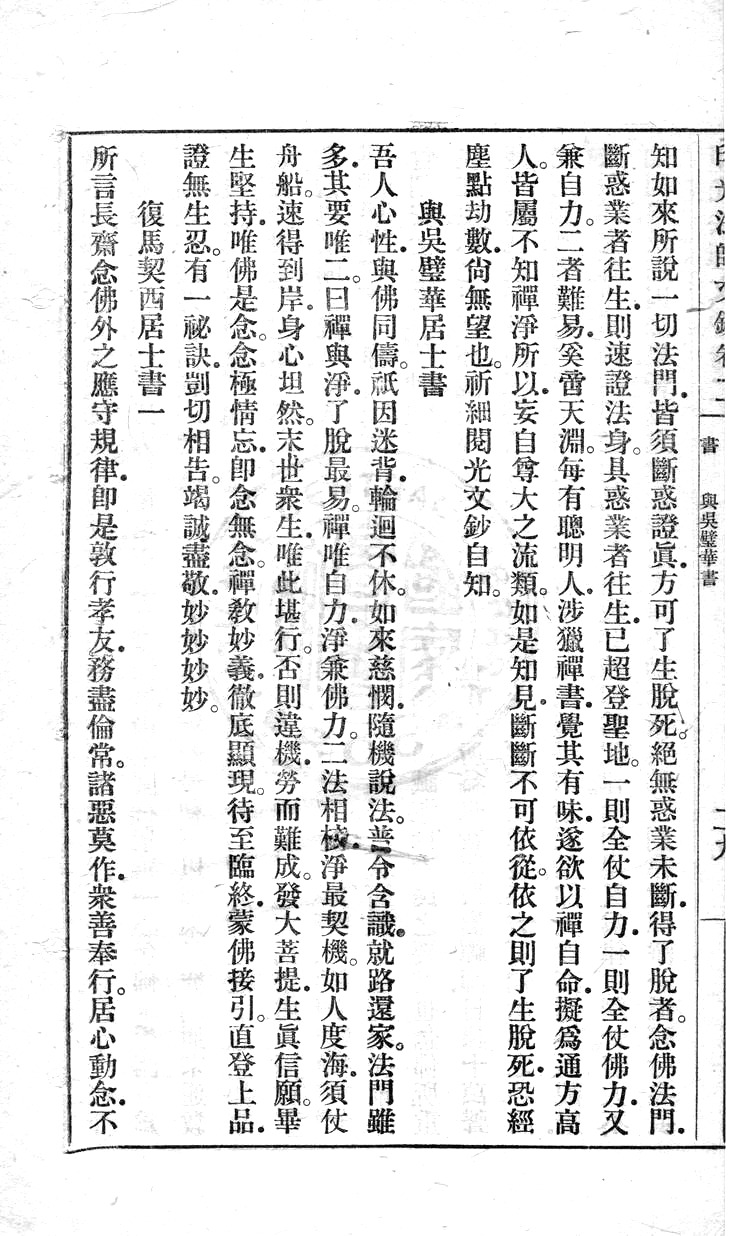 書　與吳璧華書
知如來所說一切法門.皆須斷惑證眞.方可了生脫死。絕無惑業未斷.得了脫者。念佛法門.
斷惑業者往生.則速證法身。具惑業者往生.已超登聖地。一則全仗自力.一則全仗佛力.又
兼自力。二者難易.奚啻天淵。每有聰明人.涉獵禪書.覺其有味.遂欲以禪自命.擬爲通方高
人。皆屬不知禪淨所以.妄自尊大之流類。如是知見.斷斷不可依從。依之則了生脫死.恐經
塵點劫數.尙無望也。祈細閱光文鈔自知。
與吳璧華居士書
吾人心性.與佛同儔。祇因迷背.輪迴不休。如來慈憫.隨機說法。普令含識.就路還家。法門雖
多.其要唯二。曰禪與淨.了脫最易。禪唯自力.淨兼佛力。二法相校.淨最契機。如人度海.須仗
舟船。速得到岸.身心坦然。末世衆生.唯此堪行。否則違機.勞而難成。發大菩提.生眞信願。畢
生堅持.唯佛是念。念極情忘.卽念無念。禪教妙義.徹底顯現。待至臨終.蒙佛接引。直登上品.
證無生忍。有一祕訣.剴切相告。竭誠盡敬.妙妙妙妙。
復馬契西居士書一
所言長齋念佛外之應守規律.卽是敦行孝友.務盡倫常。諸惡莫作.衆善奉行。居心動念.不